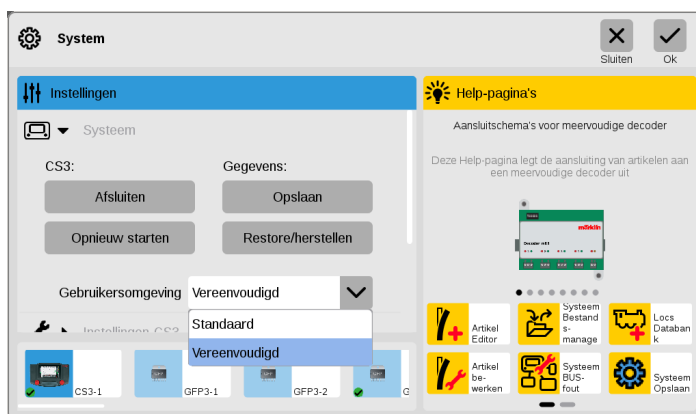 System
Sluiten
Ok
Instellingen
Systeem
CS3:
Gegevens:
Afsluiten
Opslaan
Opnieuw starten
Restore/herstellen
Gebruikersomgeving
Vereenvoudigd
Standaard
Vereenvoudigd
Instellingen CS3
CS3-1
GFP3-1
GFP3-2
G
Help-pagina's
Aansluitschema's voor meervoudige decoder
Deze Help-pagina legt de aansluiting van artikelen aan
een meervoudige decoder uit
märklin
Artikel
Editor
Systeem
Bestand
s-
manage
Locs
Databan
k
Artikel
be-
werken
Systeem
BUS-
fout
Systeem
Opslaan